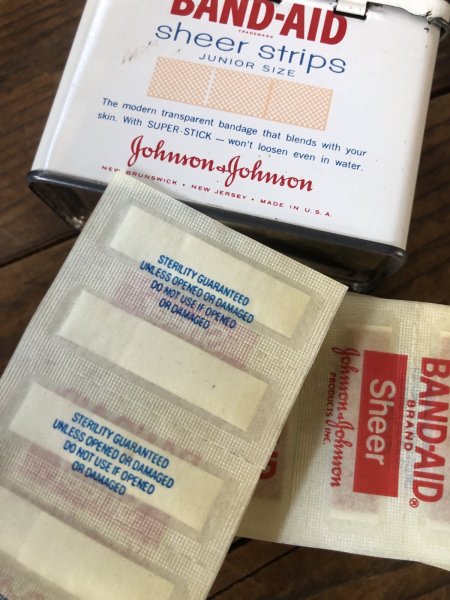 BAND-AID
TRADEMARK
sheer strips
JUNIOR SIZE
The modern transparent bandage that blends with your
skin. With SUPER-STICK — won't loosen even in water.
Johnson & Johnson
NEW BRUNSWICK • NEW JERSEY • MADE IN U.S.A.
STERILITY GUARANTEED
UNLESS OPENED OR DAMAGED
DO NOT USE IF OPENED
OR DAMAGED
STERILITY GUARANTEED
UNLESS OPENED OR DAMAGED
DO NOT USE IF OPENED
OR DAMAGED
BAND-AID®
BRAND
Sheer
Johnson & Johnson
PRODUCTS INC.